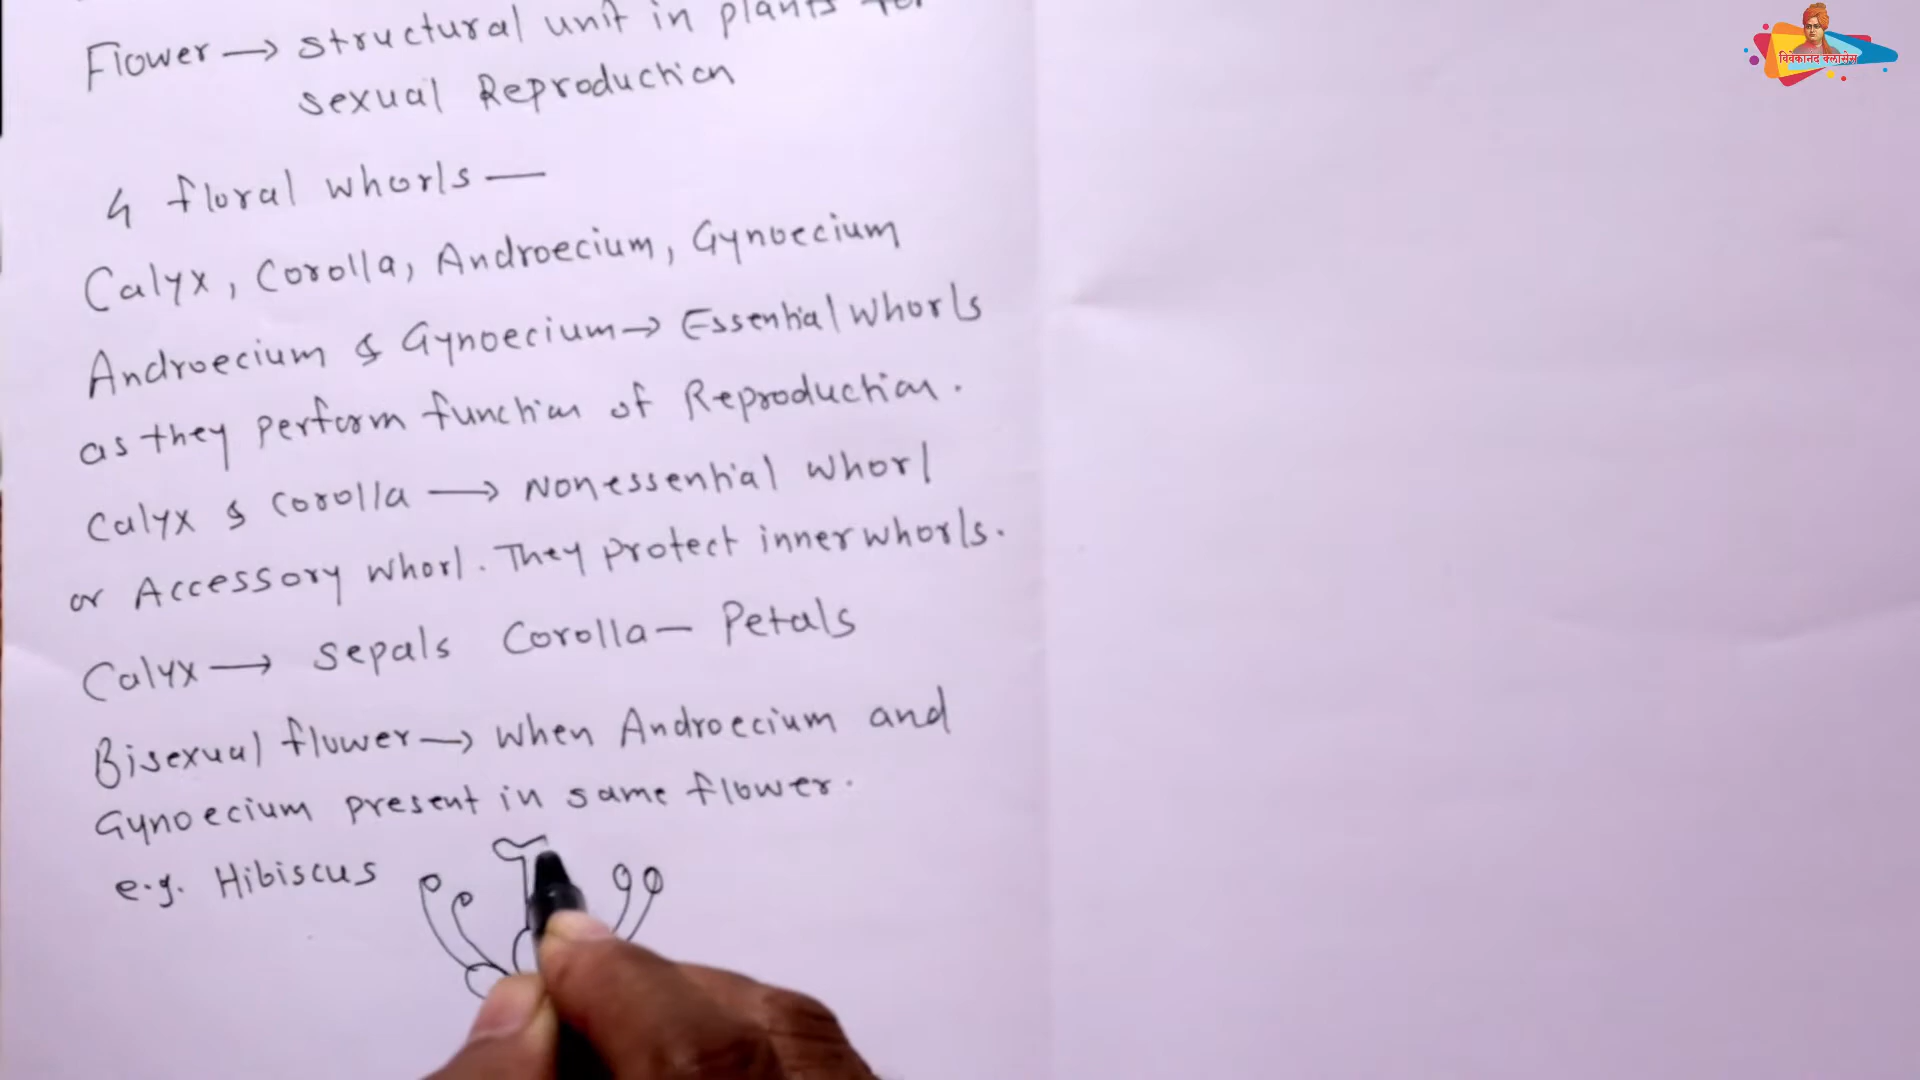 Flower → structural unit in plants for
sexual Reproduction
4 floral whorls —
Calyx, Corolla, Androecium, Gynoecium
Androecium & Gynoecium → Essential whorls
as they perform function of Reproduction.
Calyx & Corolla → Nonessential whorl
or Accessory whorl. They protect inner whorls.
Calyx → sepals Corolla — Petals
Bisexual flower → when Androecium and
Gynoecium present in same flower.
e.g. Hibiscus
विवेकानंद क्लासेस